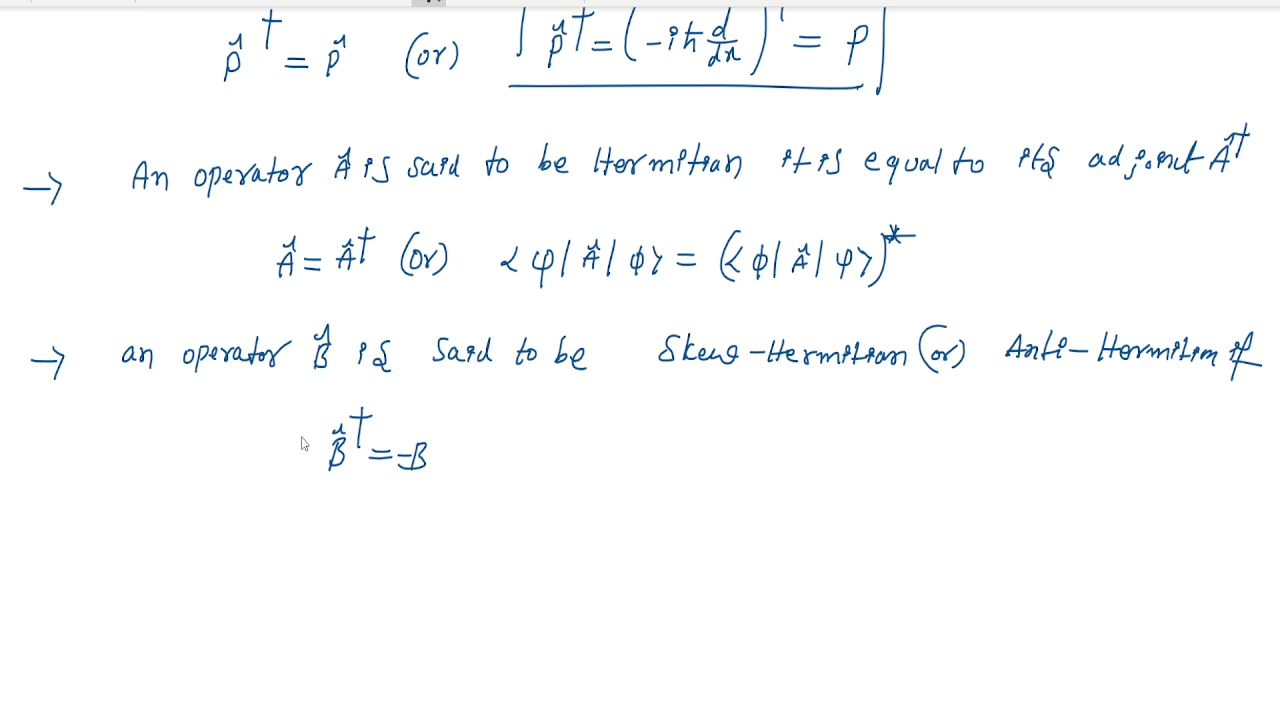 p̂† = p̂ (or) p̂† = (-iħ d/dx)† = p
→ An operator Â is said to be Hermitian it is equal to its adjoint Â†
Â = Â† (or) <φ| Â | ϕ> = (<ϕ| Â | φ>)*
→ an operator B̂ is said to be Skew-Hermitian (or) Anti-Hermitian if
B̂† = -B